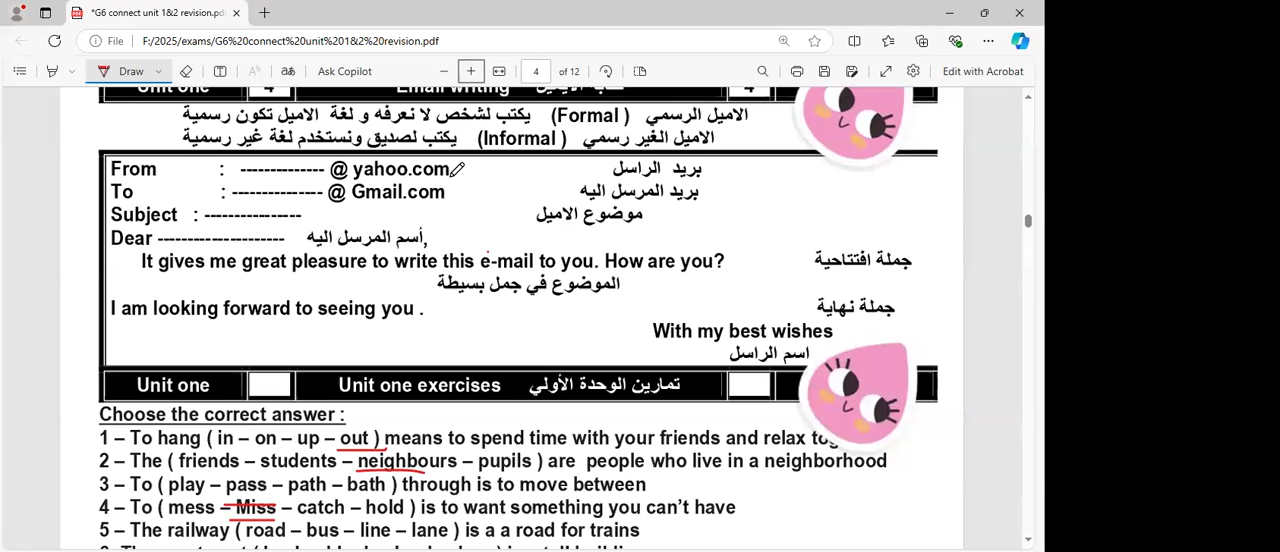 *G6 connect unit 1&2 revision.pdf
File F:/2025/exams/G6%20connect%20unit%201&2%20revision.pdf
Draw Ask Copilot 4 of 12 Edit with Acrobat
Unit one 4 Email writing 4
الاميل الرسمي ( Formal) يكتب لشخص لا نعرفه و لغة الاميل تكون رسمية
الاميل الغير رسمي ( Informal) يكتب لصديق ونستخدم لغة غير رسمية
From : -------------- @ yahoo.com بريد الراسل
To : --------------- @ Gmail.com بريد المرسل اليه
Subject : ---------------- موضوع الاميل
Dear --------------------- أسم المرسل اليه,
It gives me great pleasure to write this e-mail to you. How are you? جملة افتتاحية
الموضوع في جمل بسيطة
I am looking forward to seeing you . جملة نهاية
With my best wishes
اسم الراسل
Unit one Unit one exercises تمارين الوحدة الأولي
Choose the correct answer :
1 – To hang ( in – on – up – out ) means to spend time with your friends and relax
2 – The ( friends – students – neighbours – pupils ) are people who live in a neighborhood
3 – To ( play – pass – path – bath ) through is to move between
4 – To ( mess – Miss – catch – hold ) is to want something you can’t have
5 – The railway ( road – bus – line – lane ) is a a road for trains